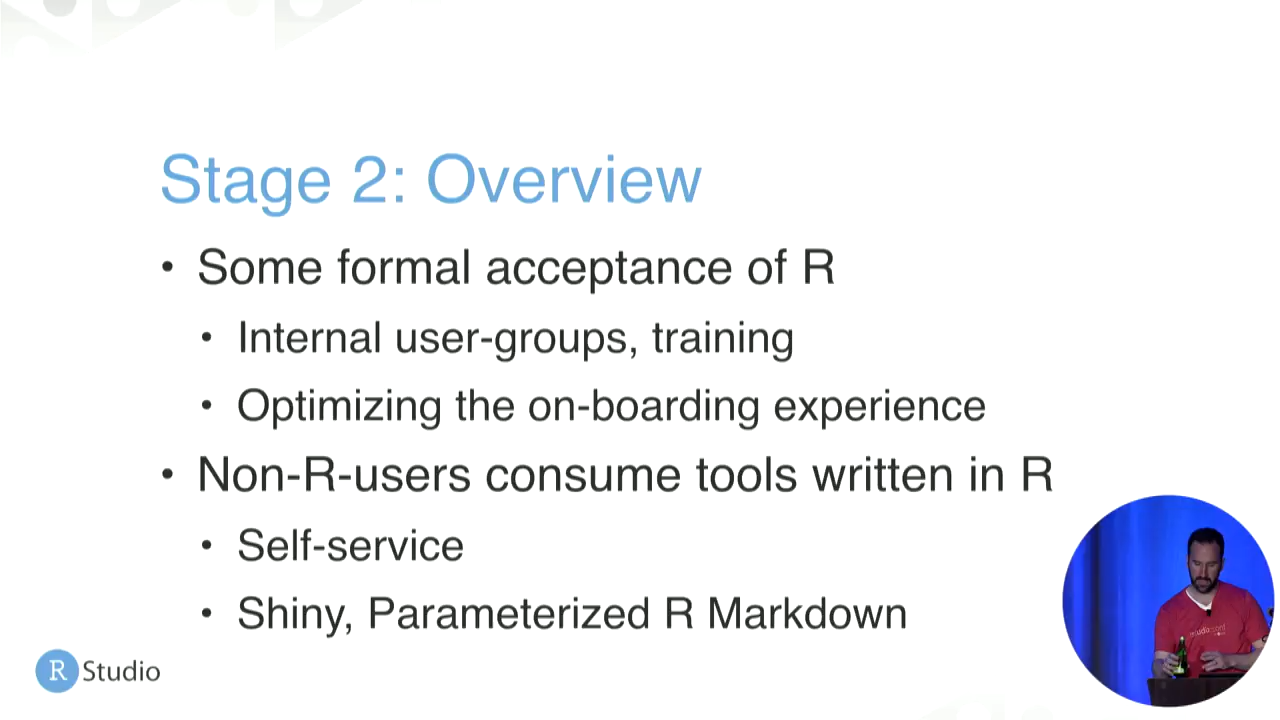 Stage 2: Overview
• Some formal acceptance of R
• Internal user-groups, training
• Optimizing the on-boarding experience
• Non-R-users consume tools written in R
• Self-service
• Shiny, Parameterized R Markdown
R Studio